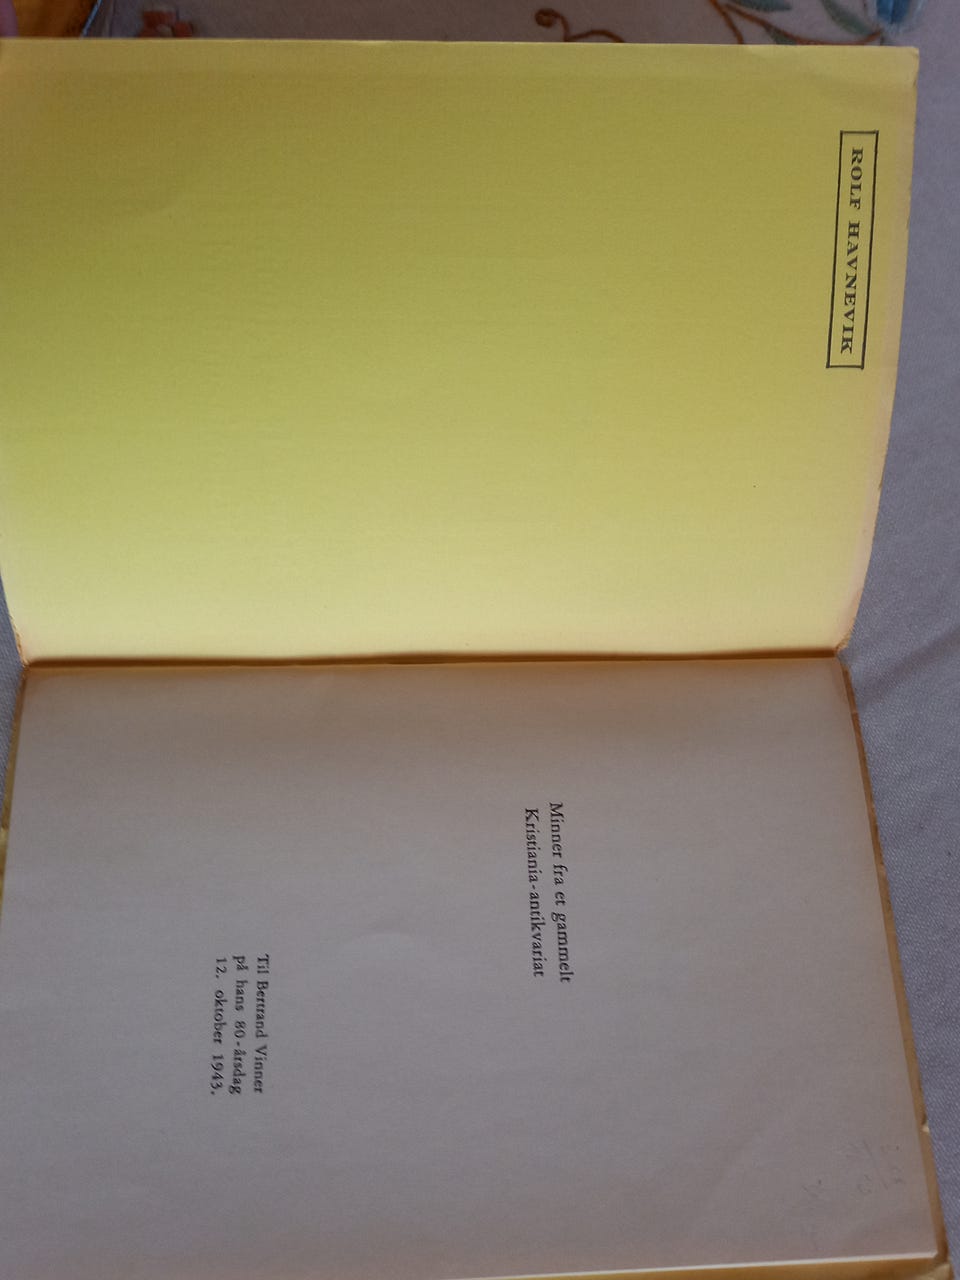 ROLF HAVNEVIK
Minner fra et gammelt
Kristiania-antikvariat
Til Bertrand Vinner
på hans 80-årsdag
12. oktober 1943.